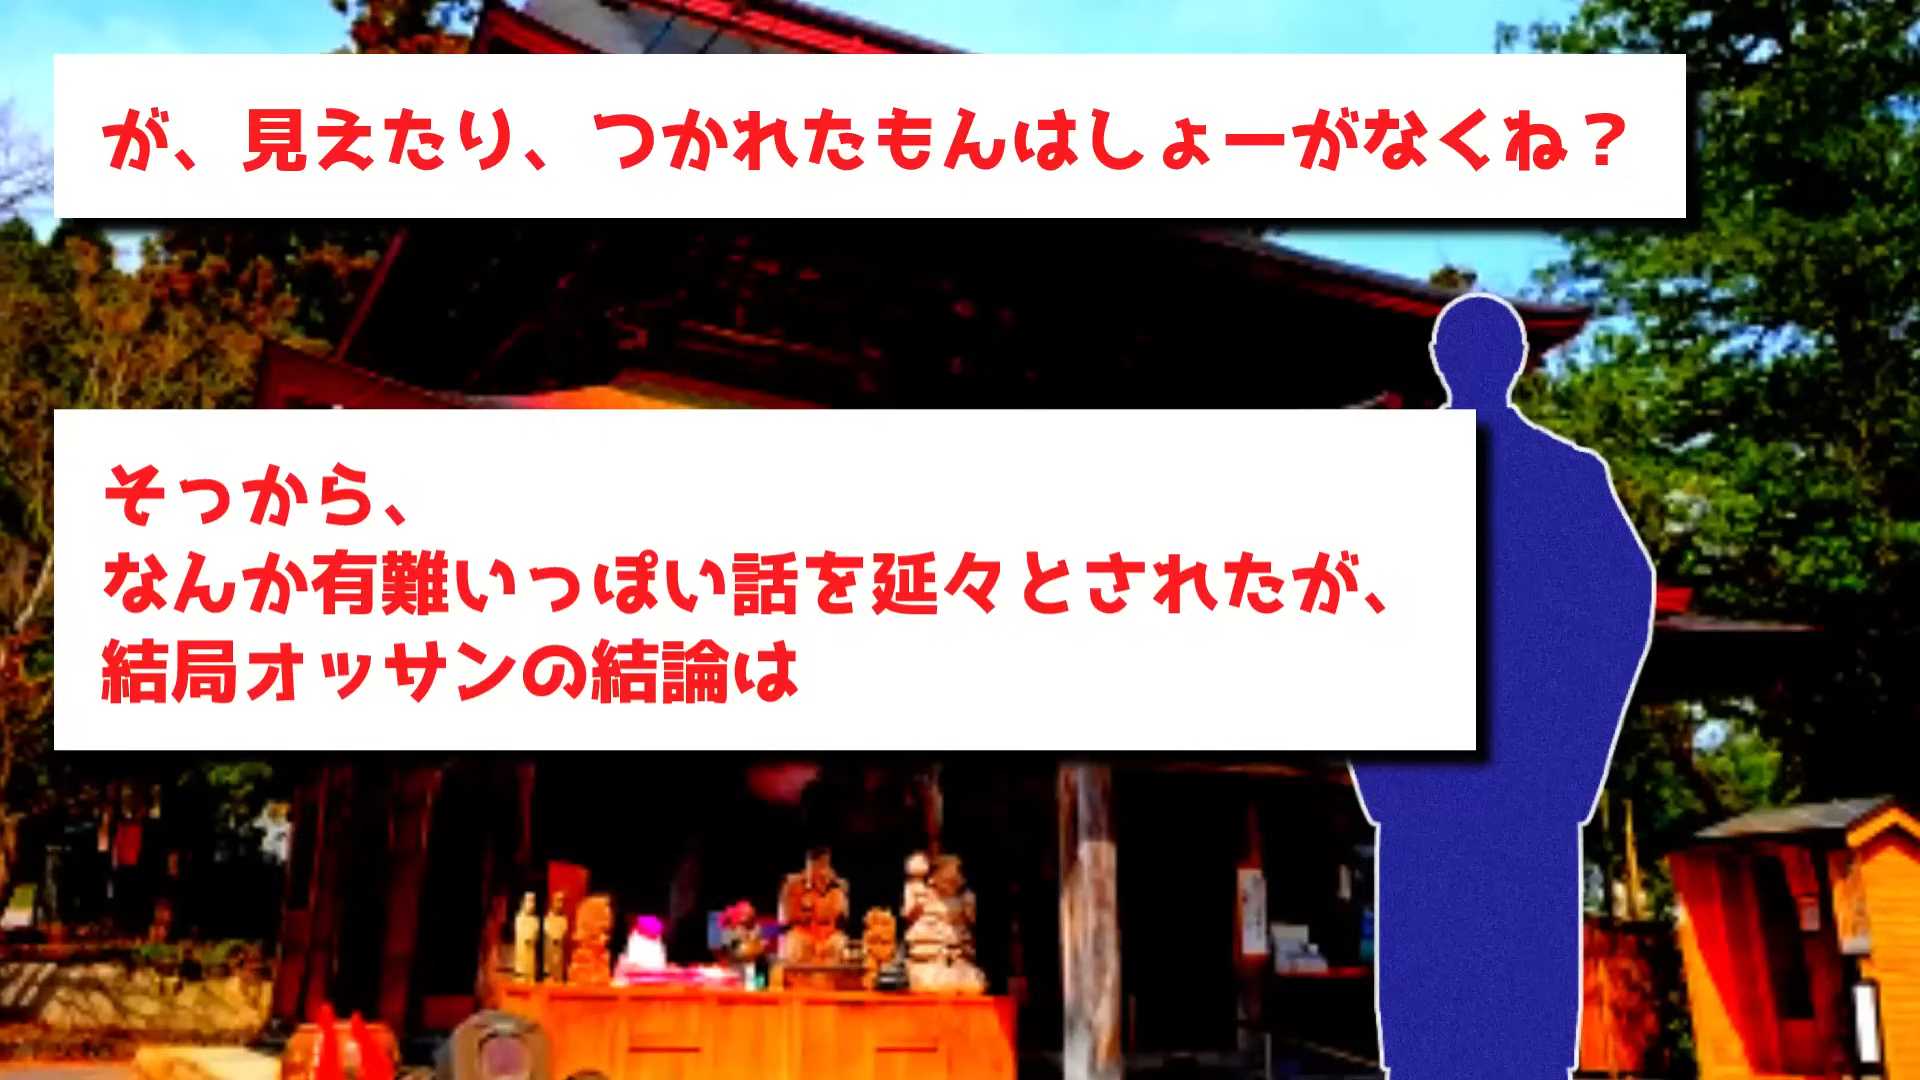 が、見えたり、つかれたもんはしょーがなくね？
そっから、
なんか有難いっぽい話を延々とされたが、
結局オッサンの結論は